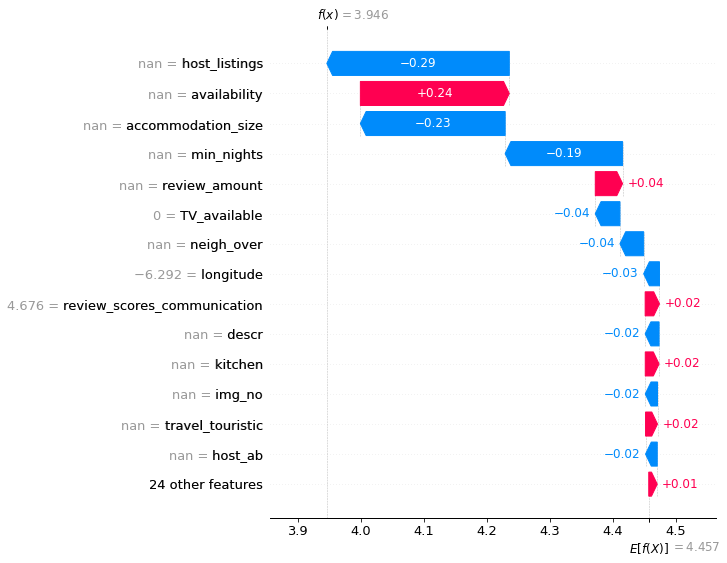 f(x) = 3.946
nan = host_listings −0.29
nan = availability +0.24
nan = accommodation_size −0.23
nan = min_nights −0.19
nan = review_amount +0.04
0 = TV_available −0.04
nan = neigh_over −0.04
−6.292 = longitude −0.03
4.676 = review_scores_communication +0.02
nan = descr −0.02
nan = kitchen +0.02
nan = img_no −0.02
nan = travel_touristic +0.02
nan = host_ab −0.02
24 other features +0.01
3.9 4.0 4.1 4.2 4.3 4.4 4.5
E[f(X)] = 4.457